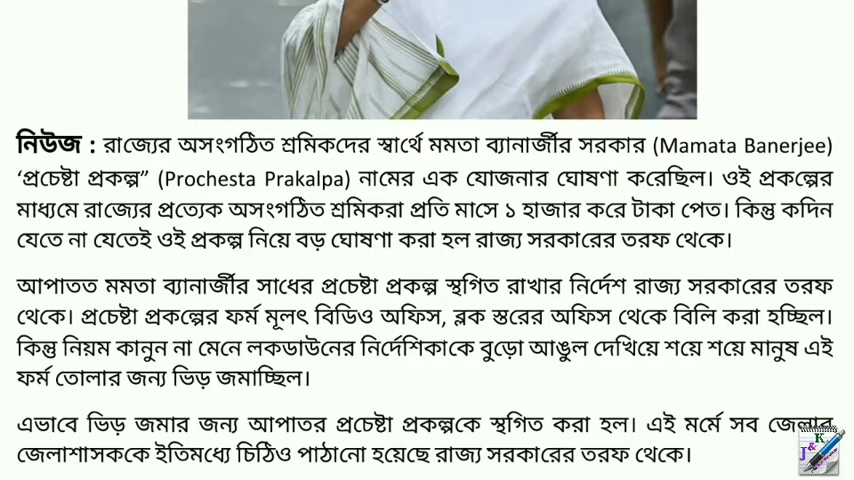 নিউজ : রাজ্যের অসংগঠিত শ্রমিকদের স্বার্থে মমতা ব্যানার্জীর সরকার (Mamata Banerjee)
‘প্রচেষ্টা প্রকল্প” (Prochesta Prakalpa) নামের এক যোজনার ঘোষণা করেছিল। ওই প্রকল্পের
মাধ্যমে রাজ্যের প্রত্যেক অসংগঠিত শ্রমিকরা প্রতি মাসে ১ হাজার করে টাকা পেত। কিন্তু কদিন
যেতে না যেতেই ওই প্রকল্প নিয়ে বড় ঘোষণা করা হল রাজ্য সরকারের তরফ থেকে।
আপাতত মমতা ব্যানার্জীর সাধের প্রচেষ্টা প্রকল্প স্থগিত রাখার নির্দেশ রাজ্য সরকারের তরফ
থেকে। প্রচেষ্টা প্রকল্পের ফর্ম মূলৎ বিডিও অফিস, ব্লক স্তরের অফিস থেকে বিলি করা হচ্ছিল।
কিন্তু নিয়ম কানুন না মেনে লকডাউনের নির্দেশিকাকে বুড়ো আঙুল দেখিয়ে শয়ে শয়ে মানুষ এই
ফর্ম তোলার জন্য ভিড় জমাচ্ছিল।
এভাবে ভিড় জমার জন্য আপাতর প্রচেষ্টা প্রকল্পকে স্থগিত করা হল। এই মর্মে সব জেলার
জেলাশাসককে ইতিমধ্যে চিঠিও পাঠানো হয়েছে রাজ্য সরকারের তরফ থেকে।
J&K